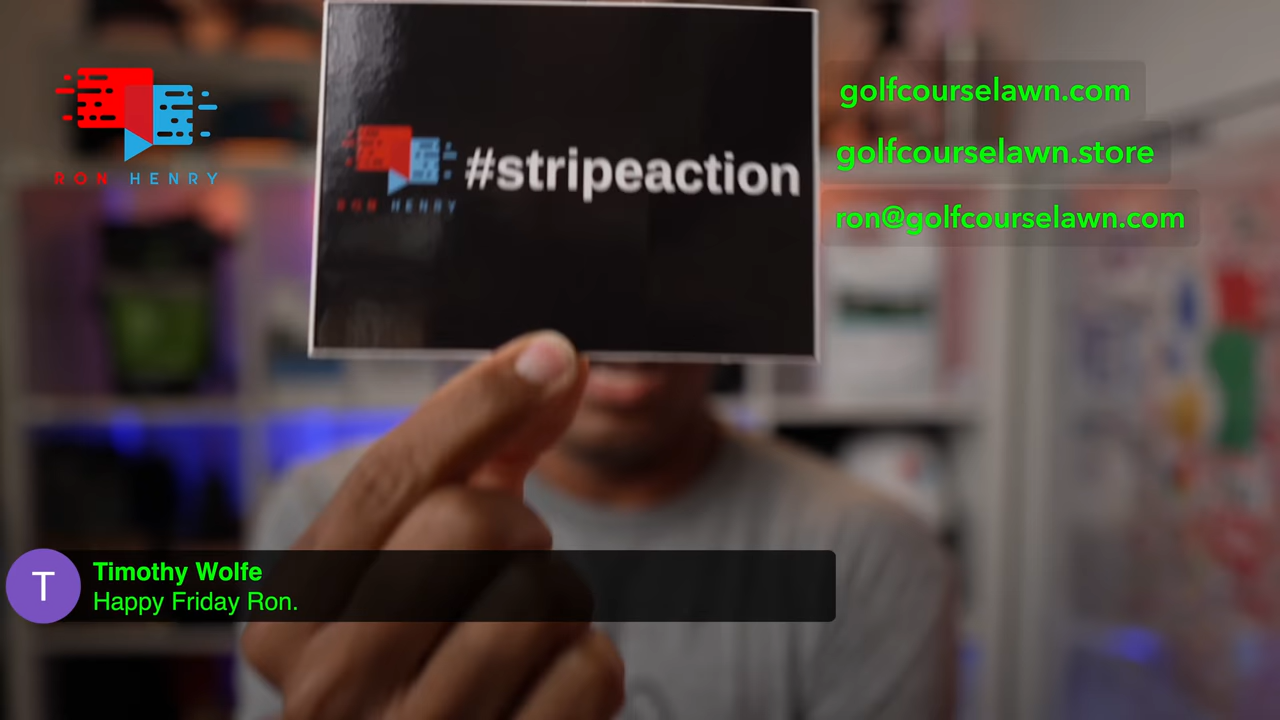 RON HENRY
#stripeaction
RON HENRY
golfcourselawn.com
golfcourselawn.store
ron@golfcourselawn.com
T
Timothy Wolfe
Happy Friday Ron.